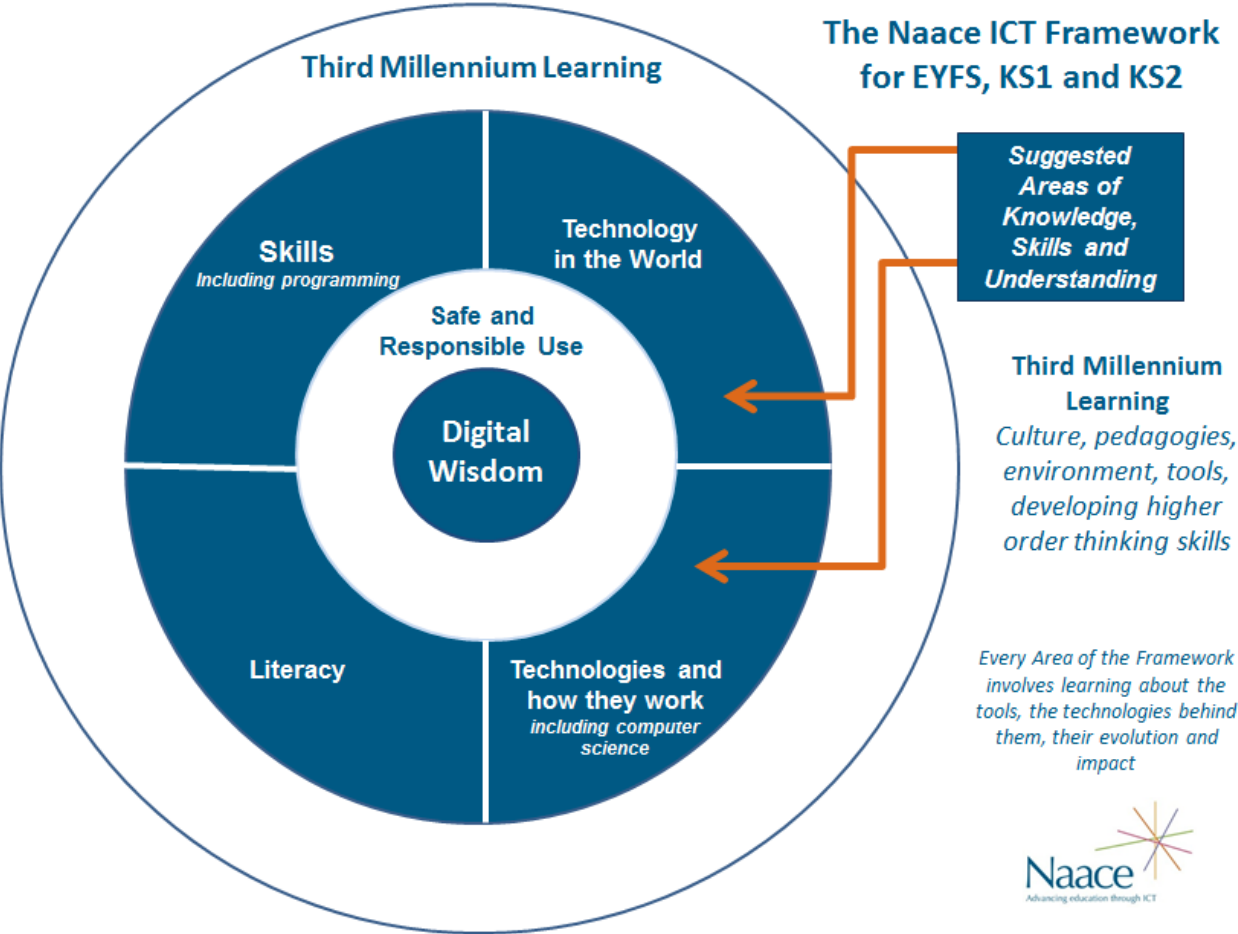 The Naace ICT Framework
for EYFS, KS1 and KS2
Third Millennium Learning
Skills
Including programming
Technology
in the World
Safe and
Responsible Use
Digital
Wisdom
Literacy
Technologies and
how they work
including computer
science
Suggested
Areas of
Knowledge,
Skills and
Understanding
Third Millennium
Learning
Culture, pedagogies,
environment, tools,
developing higher
order thinking skills
Every Area of the Framework
involves learning about the
tools, the technologies behind
them, their evolution and
impact
Naace
Advancing education through ICT